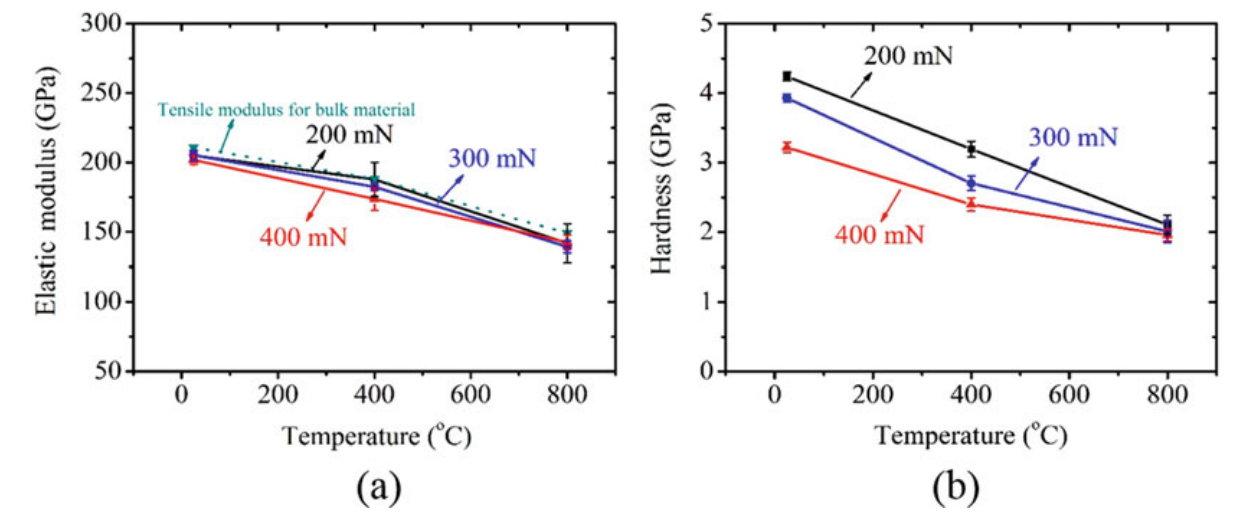 300
250
200
150
100
50
Elastic modulus (GPa)
Tensile modulus for bulk material
200 mN
300 mN
400 mN
0 200 400 600 800
Temperature (°C)
(a)
5
4
3
2
1
0
Hardness (GPa)
200 mN
300 mN
400 mN
0 200 400 600 800
Temperature (°C)
(b)